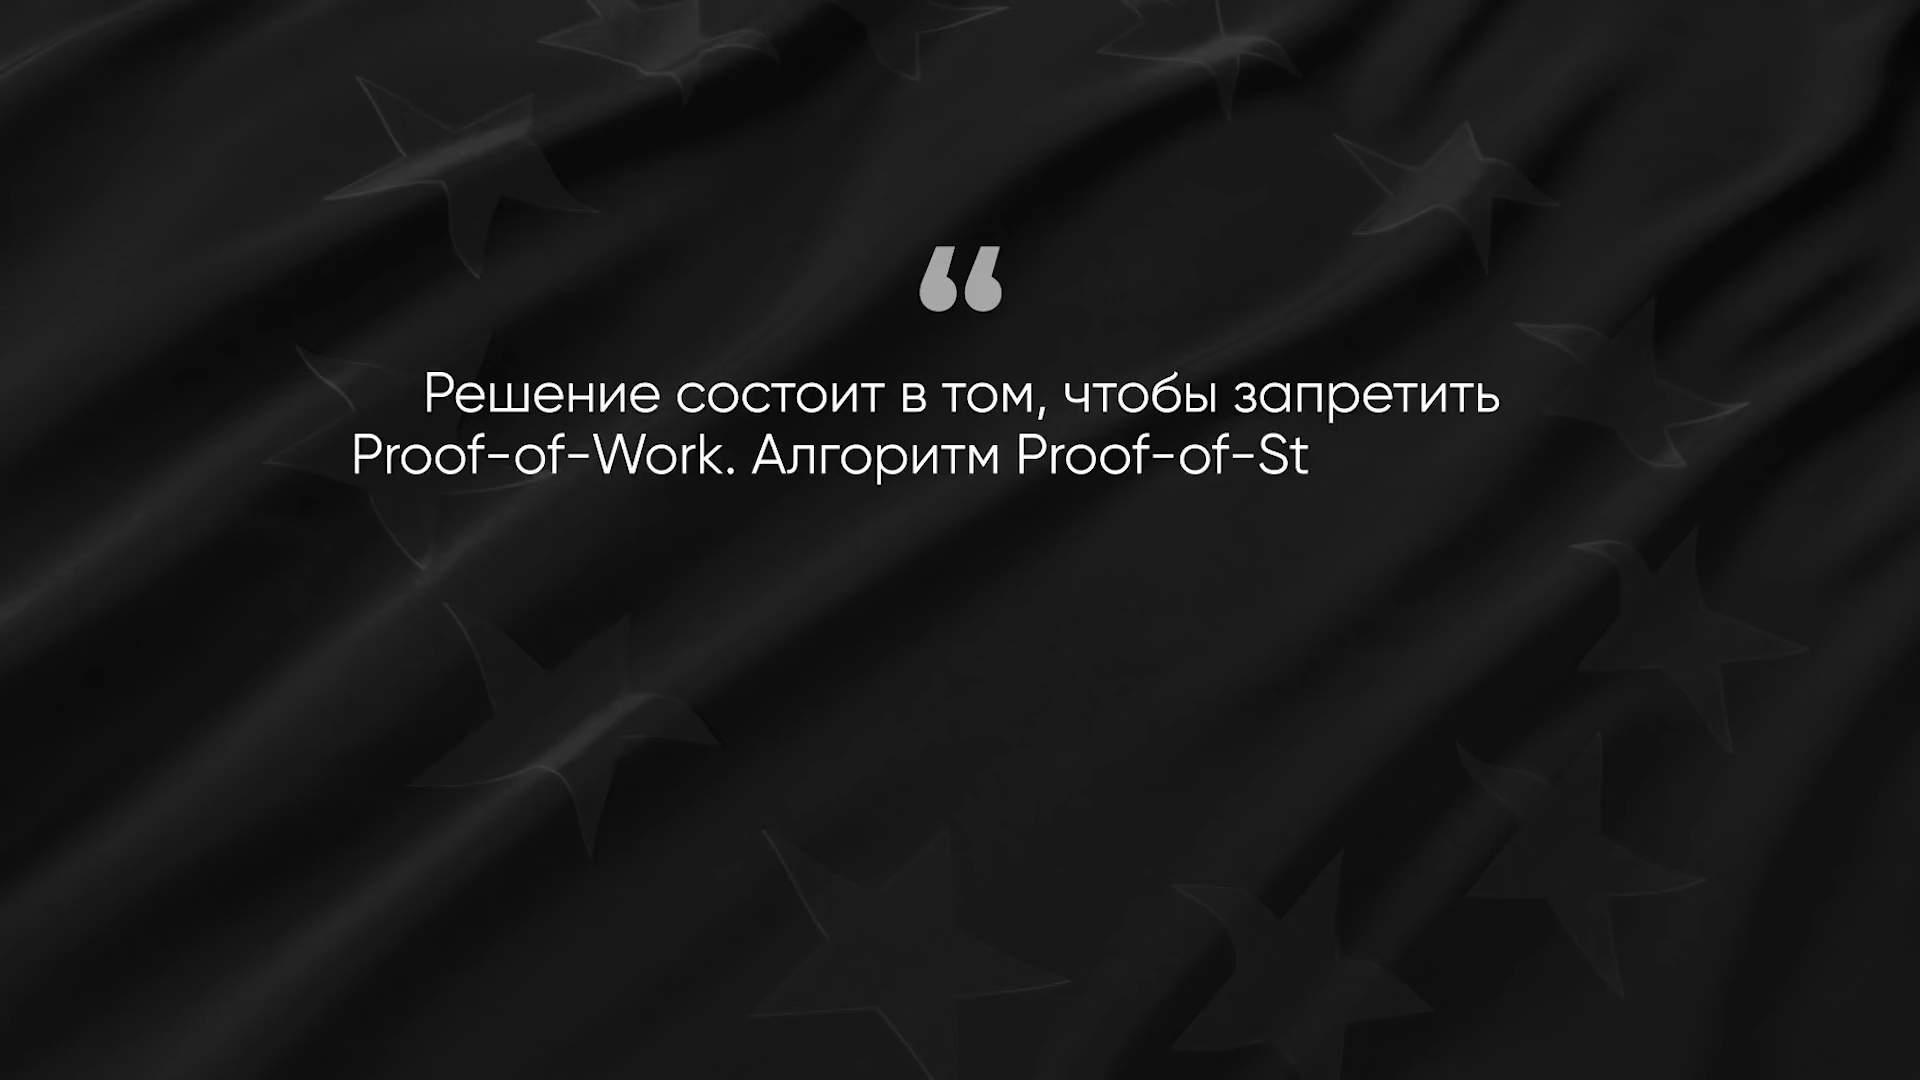 “
Решение состоит в том, чтобы запретить
Proof-of-Work. Алгоритм Proof-of-St